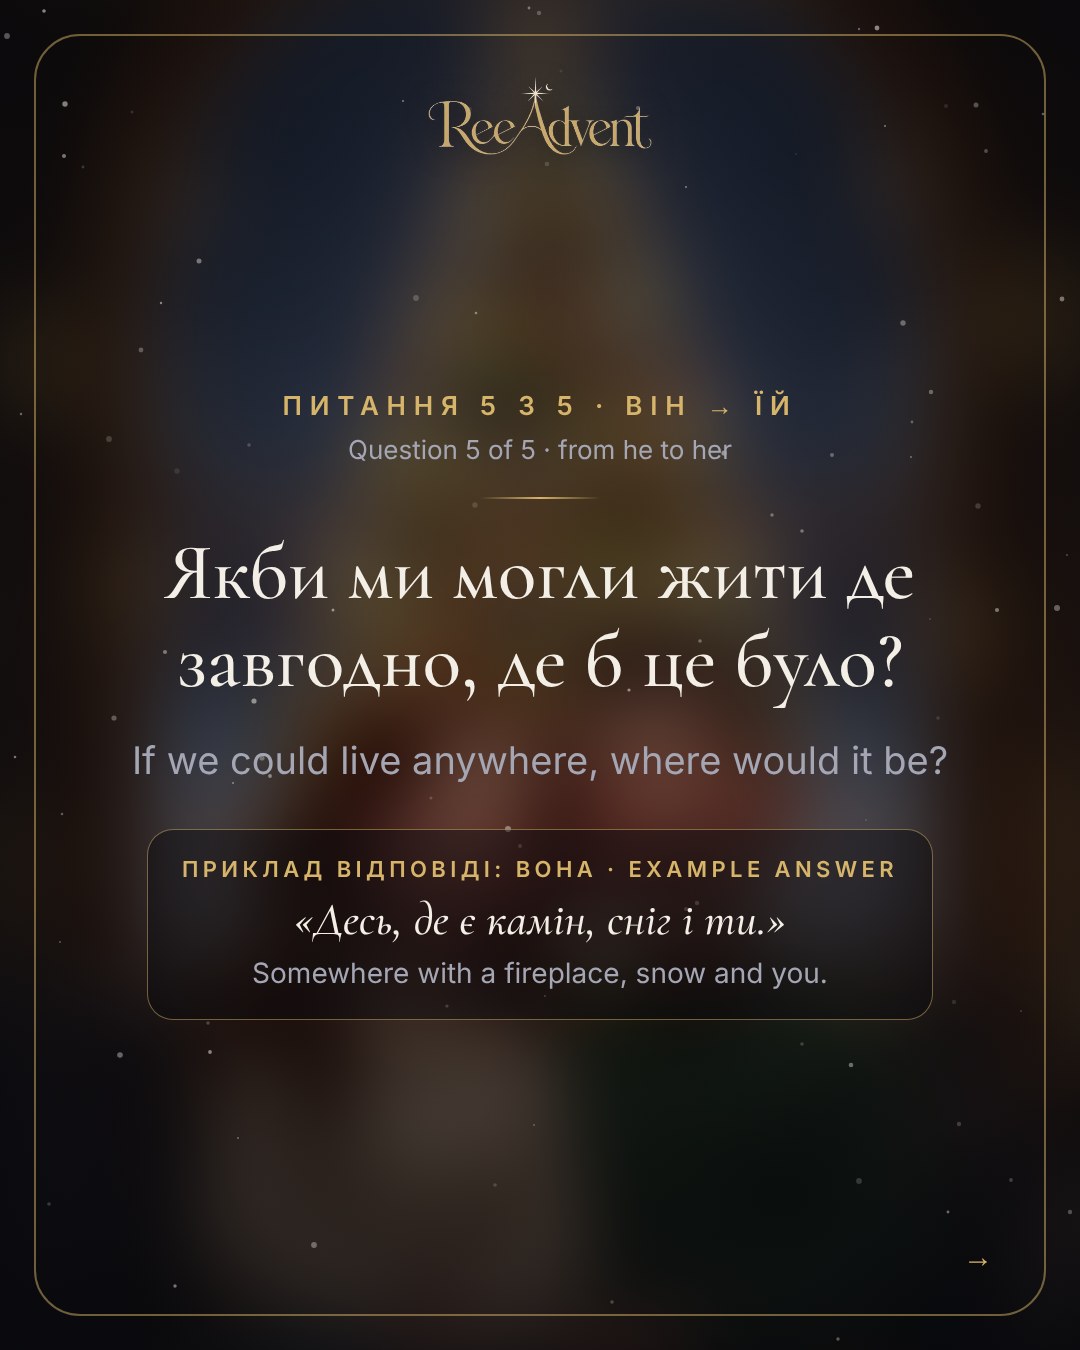 ReeAdvent
ПИТАННЯ 5 З 5 · ВІН → ЇЙ
Question 5 of 5 · from he to her
Якби ми могли жити де
завгодно, де б це було?
If we could live anywhere, where would it be?
ПРИКЛАД ВІДПОВІДІ: ВОНА · EXAMPLE ANSWER
«Десь, де є камін, сніг і ти.»
Somewhere with a fireplace, snow and you.
→